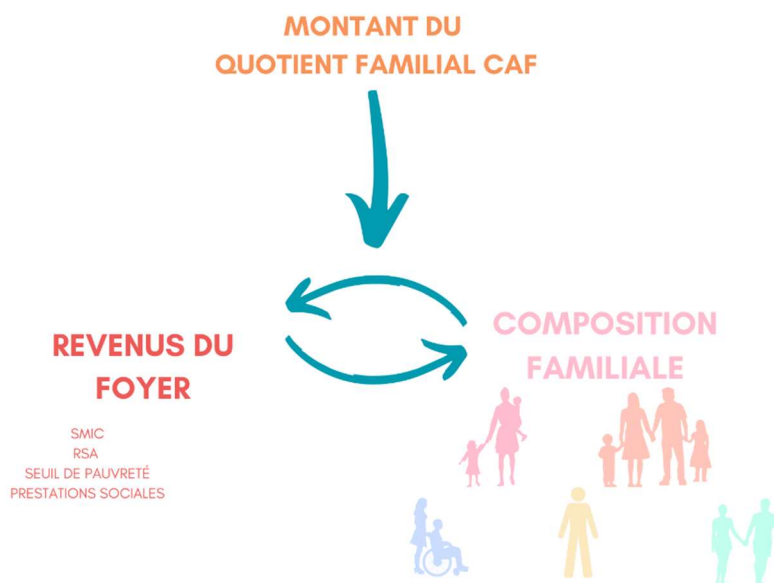 MONTANT DU
QUOTIENT FAMILIAL CAF
REVENUS DU
FOYER
SMIC
RSA
SEUIL DE PAUVRETÉ
PRESTATIONS SOCIALES
COMPOSITION
FAMILIALE